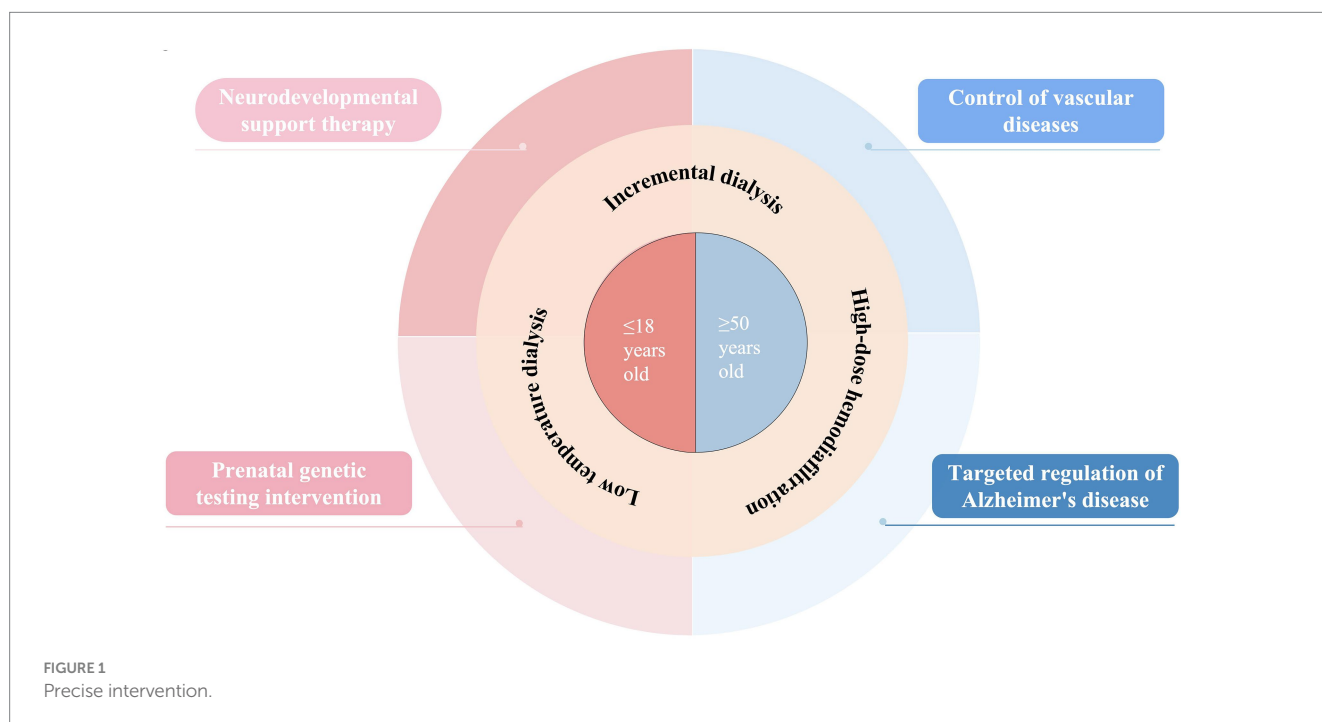 Neurodevelopmental
support therapy
Control of vascular
diseases
Incremental dialysis
Low temperature dialysis
High-dose hemodiafiltration
≤18
years
old
≥50
years
old
Prenatal genetic
testing intervention
Targeted regulation of
Alzheimer's disease
FIGURE 1
Precise intervention.